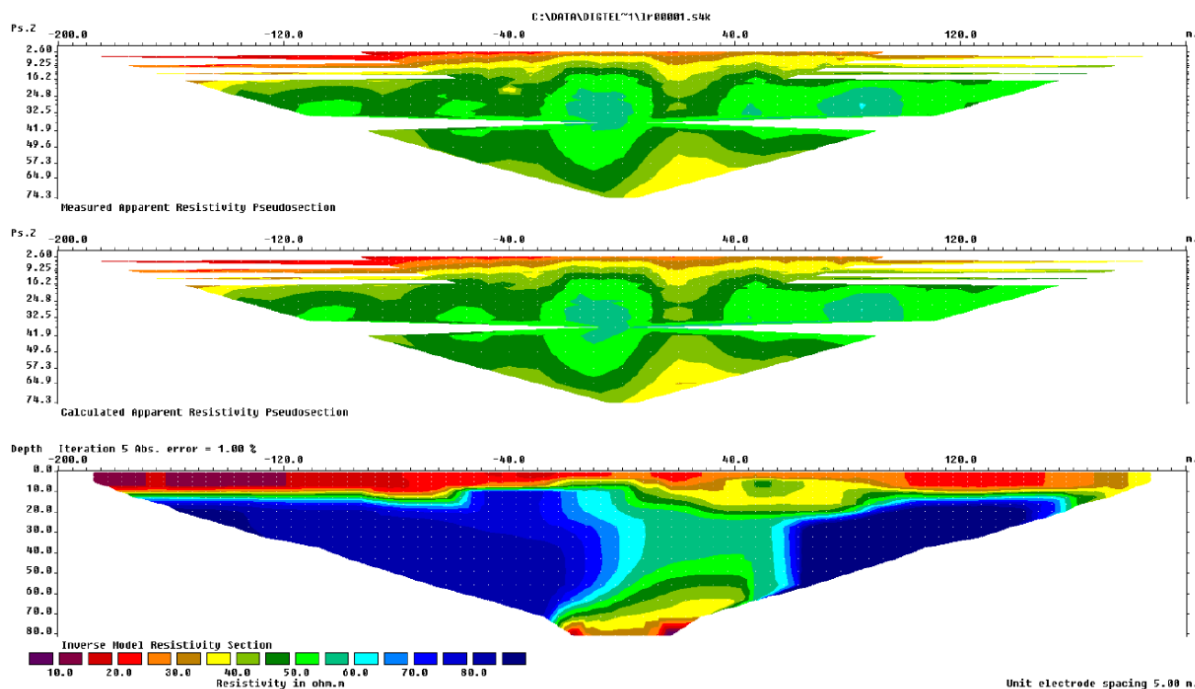 C:\DATA\DIGTEL~1\lr00001.s4k
Ps.Z -200.0 -120.0 -40.0 40.0 120.0 m.
2.60
9.25
16.2
24.8
32.5
41.9
49.6
57.3
64.9
74.3
Measured Apparent Resistivity Pseudosection
Ps.Z -200.0 -120.0 -40.0 40.0 120.0 m.
2.60
9.25
16.2
24.8
32.5
41.9
49.6
57.3
64.9
74.3
Calculated Apparent Resistivity Pseudosection
Depth Iteration 5 Abs. error = 1.00 %
-200.0 -120.0 -40.0 40.0 120.0 m.
0.0
10.0
20.0
30.0
40.0
50.0
60.0
70.0
80.0
Inverse Model Resistivity Section
10.0 20.0 30.0 40.0 50.0 60.0 70.0 80.0
Resistivity in ohm.m
Unit electrode spacing 5.00 m.